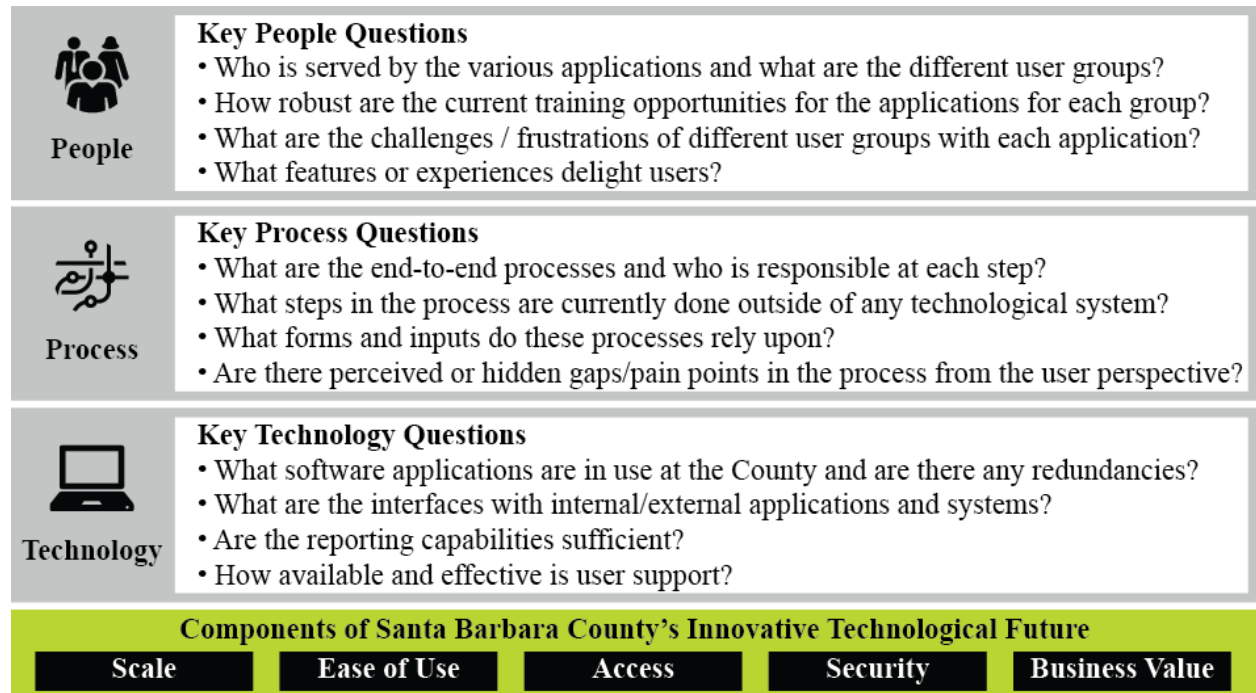 People
Key People Questions
• Who is served by the various applications and what are the different user groups?
• How robust are the current training opportunities for the applications for each group?
• What are the challenges / frustrations of different user groups with each application?
• What features or experiences delight users?
Process
Key Process Questions
• What are the end-to-end processes and who is responsible at each step?
• What steps in the process are currently done outside of any technological system?
• What forms and inputs do these processes rely upon?
• Are there perceived or hidden gaps/pain points in the process from the user perspective?
Technology
Key Technology Questions
• What software applications are in use at the County and are there any redundancies?
• What are the interfaces with internal/external applications and systems?
• Are the reporting capabilities sufficient?
• How available and effective is user support?
Components of Santa Barbara County's Innovative Technological Future
Scale Ease of Use Access Security Business Value